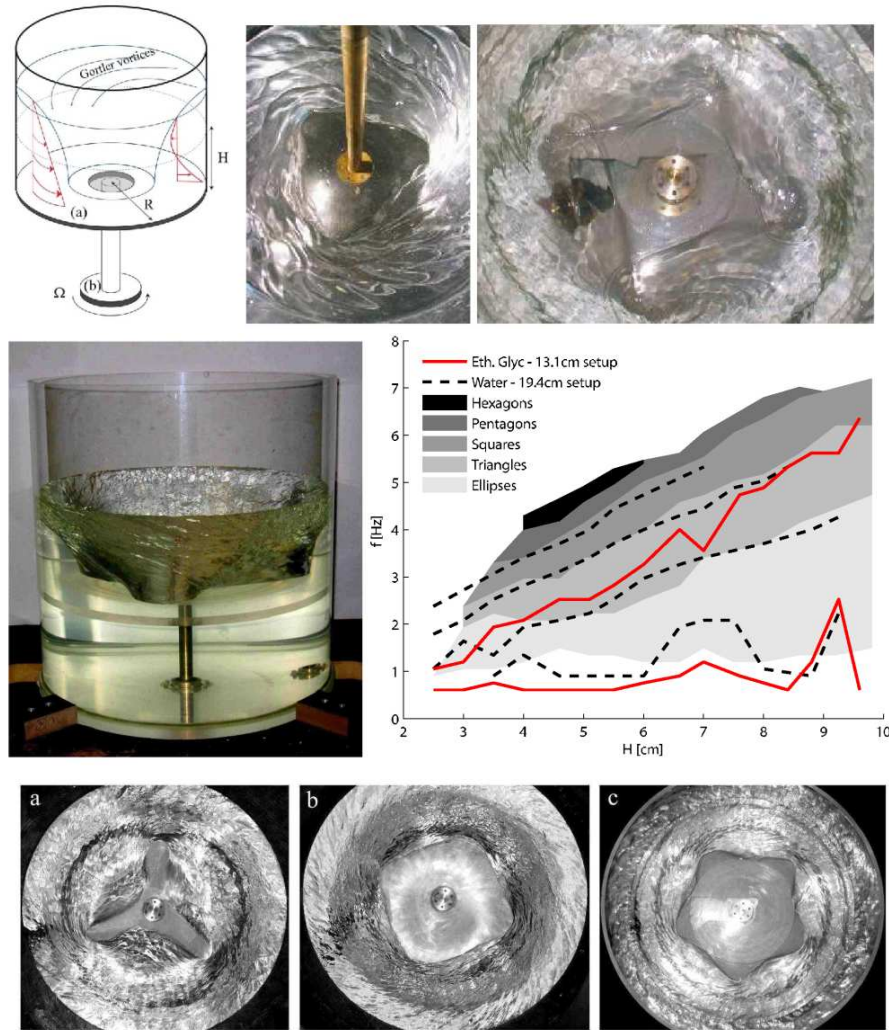 Gortler vortices
H
R
(a)
(b)
Ω
8
7
6
5
4
3
2
1
0
f [Hz]
Eth. Glyc - 13.1cm setup
Water - 19.4cm setup
Hexagons
Pentagons
Squares
Triangles
Ellipses
2 3 4 5 6 7 8 9 10
H [cm]
a
b
c